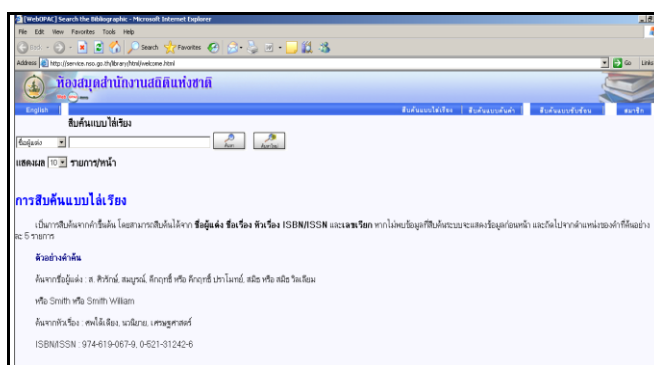 [WebOPAC] Search the Bibliographic - Microsoft Internet Explorer
File Edit View Favorites Tools Help
Back Search Favorites
Address http://service.nso.go.th/library/html/welcome.html Go Links
ห้องสมุดสำนักงานสถิติแห่งชาติ
English สืบค้นแบบไล่เรียง สืบค้นแบบค้นคำ สืบค้นแบบซับซ้อน สมาชิก
สืบค้นแบบไล่เรียง
ชื่อผู้แต่ง ค้นหา ค้นใหม่
แสดงผล 10 รายการ/หน้า
การสืบค้นแบบไล่เรียง
เป็นการสืบค้นจากคำขึ้นต้น โดยสามารถสืบค้นได้จาก ชื่อผู้แต่ง ชื่อเรื่อง หัวเรื่อง ISBN/ISSN และเลขเรียก หากไม่พบข้อมูลที่สืบค้นระบบจะแสดงข้อมูลก่อนหน้า และถัดไปจากตำแหน่งของคำที่ค้นอย่าง
ละ 5 รายการ
ตัวอย่างคำค้น
ค้นจากชื่อผู้แต่ง : ส. ศิวรักษ์, สมบูรณ์, คึกฤทธิ์ หรือ คึกฤทธิ์ ปราโมทย์, สมิธ หรือ สมิธ วิลเลียม
หรือ Smith หรือ Smith William
ค้นจากหัวเรื่อง : ศพใต้เตียง, นวนิยาย, เศรษฐศาสตร์
ISBN/ISSN : 974-619-067-9, 0-521-31242-6